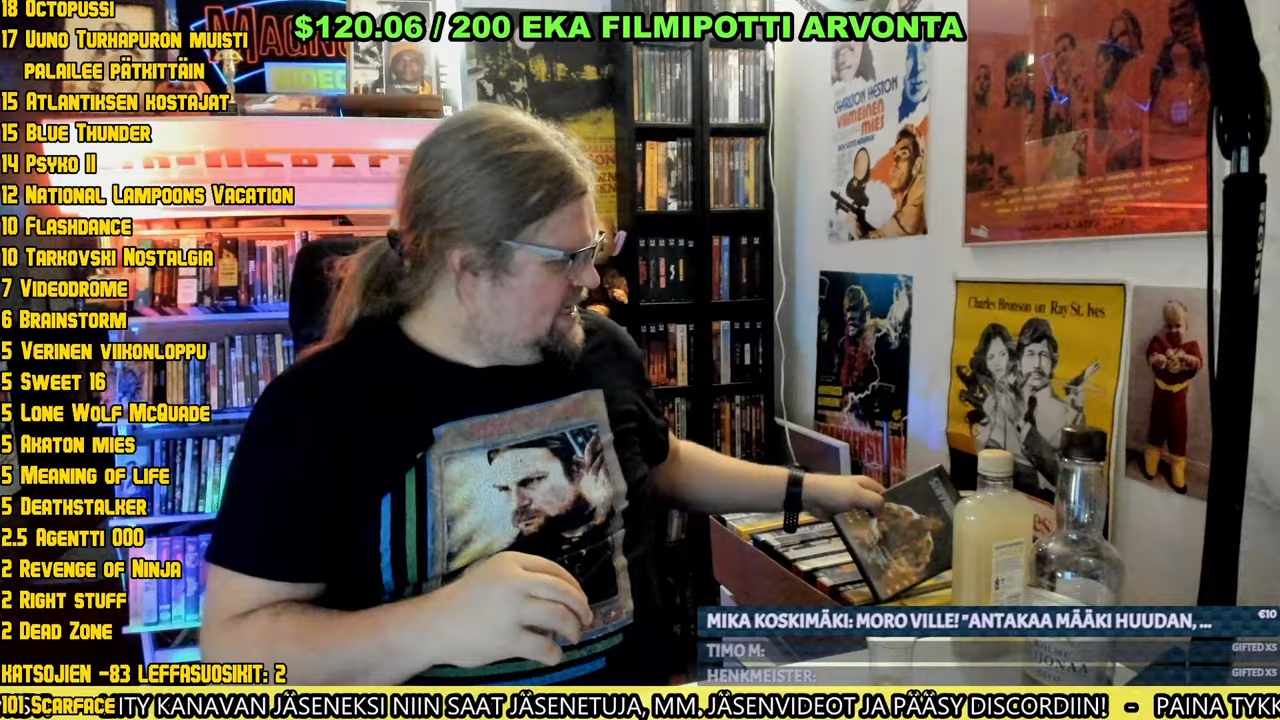 $120.06 / 200 EKA FILMIPOTTI ARVONTA
18 OCTOPUSSI
17 UUNO TURHAPURON MUISTI
PALAILEE PÄTKITTÄIN
15 ATLANTIKSEN KOSTAJAT
15 BLUE THUNDER
14 PSYKO II
12 NATIONAL LAMPOONS VACATION
10 FLASHDANCE
10 TARKOVSKI NOSTALGIA
7 VIDEODROME
6 BRAINSTORM
5 VERINEN VIIKONLOPPU
5 SWEET 16
5 LONE WOLF MCQUADE
5 AKATON MIES
5 MEANING OF LIFE
5 DEATHSTALKER
2.5 AGENTTI 000
2 REVENGE OF NINJA
2 RIGHT STUFF
2 DEAD ZONE
KATSOJIEN -83 LEFFASUOSIKIT: 2
101 SCARFACE
CHARLTON HESTON
VIIMEINEN
MIES
Charles Bronson on Ray St. Ives
MIKA KOSKIMÄKI: MORO VILLE! "ANTAKAA MÄÄKI HUUDAN, ... €10
TIMO M: GIFTED X5
HENKMEISTER: GIFTED X5
ITY KANAVAN JÄSENEKSI NIIN SAAT JÄSENETUJA, MM. JÄSENVIDEOT JA PÄÄSY DISCORDIIN! - PAINA TYKK